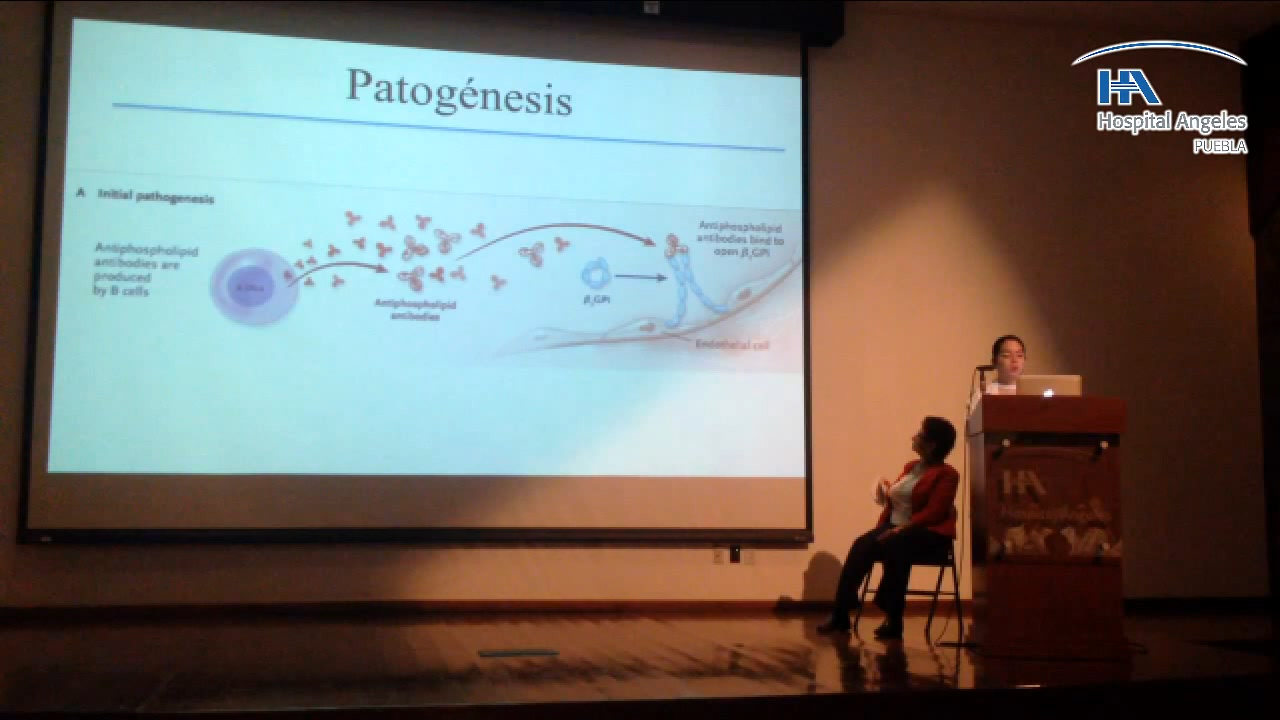 Patogénesis
A Initial pathogenesis
Antiphospholipid
antibodies are
produced
by B cells
Antiphospholipid
antibodies
β₂GPI
Antiphospholipid
antibodies bind to
open β₂GPI
Endothelial cell
HA
Hospital Angeles
PUEBLA
HA